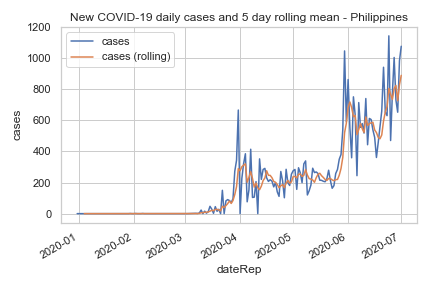 New COVID-19 daily cases and 5 day rolling mean - Philippines
cases
cases (rolling)
1200
1000
800
600
400
200
0
cases
2020-01
2020-02
2020-03
2020-04
2020-05
2020-06
2020-07
dateRep